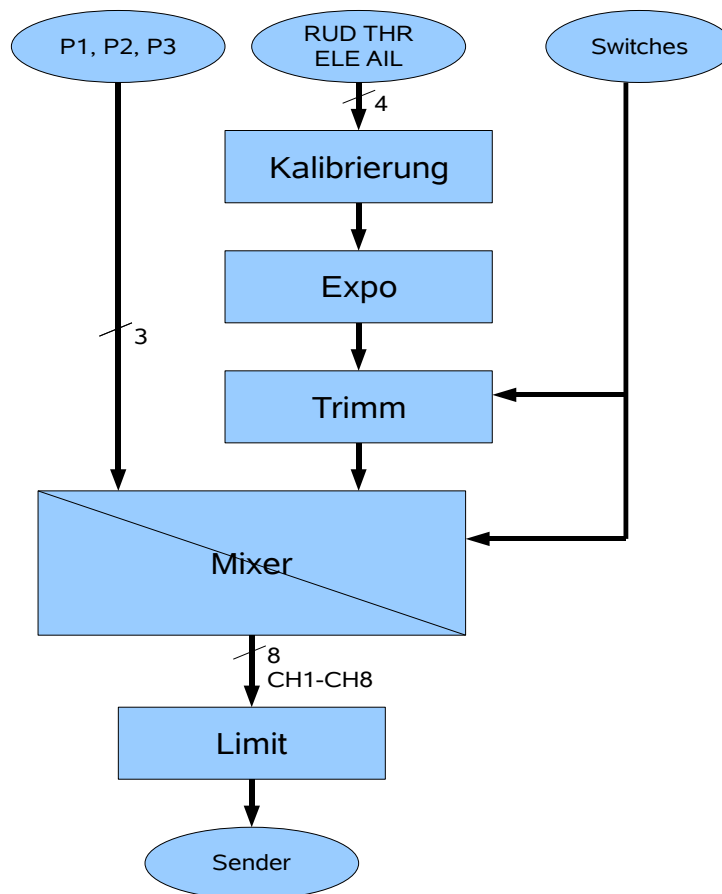 P1, P2, P3
RUD THR
ELE AIL
Switches
4
Kalibrierung
Expo
3
Trimm
Mixer
8
CH1-CH8
Limit
Sender